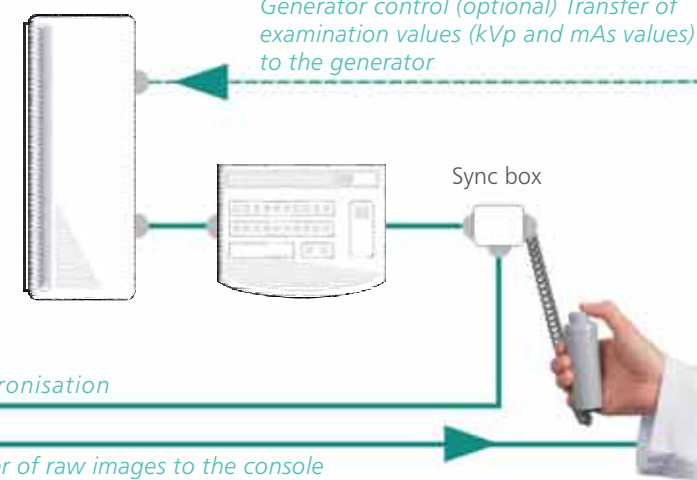 Generator control (optional) Transfer of
examination values (kVp and mAs values)
to the generator
Sync box
ronisation
r of raw images to the console